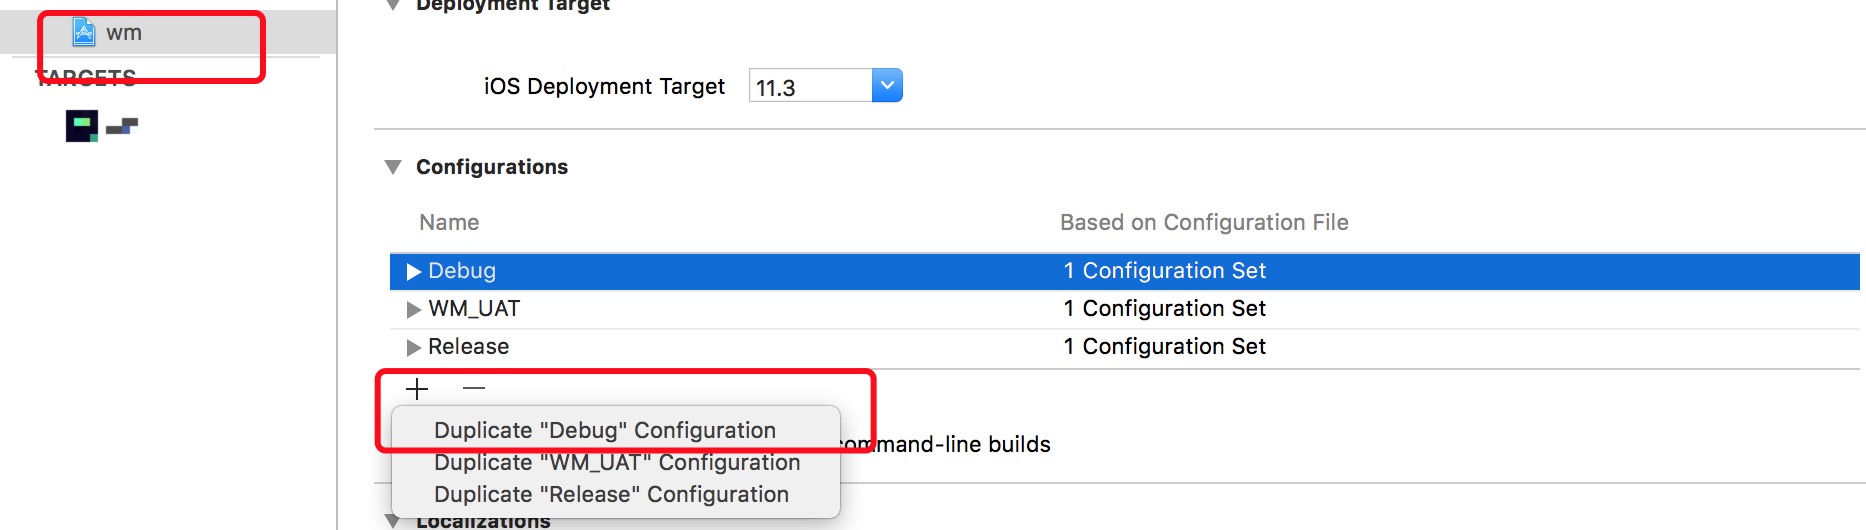 wm
TARGETS
Deployment Target
iOS Deployment Target 11.3
Configurations
Name Based on Configuration File
Debug 1 Configuration Set
WM_UAT 1 Configuration Set
Release 1 Configuration Set
+ —
Duplicate "Debug" Configuration
command-line builds
Duplicate "WM_UAT" Configuration
Duplicate "Release" Configuration
Localizations